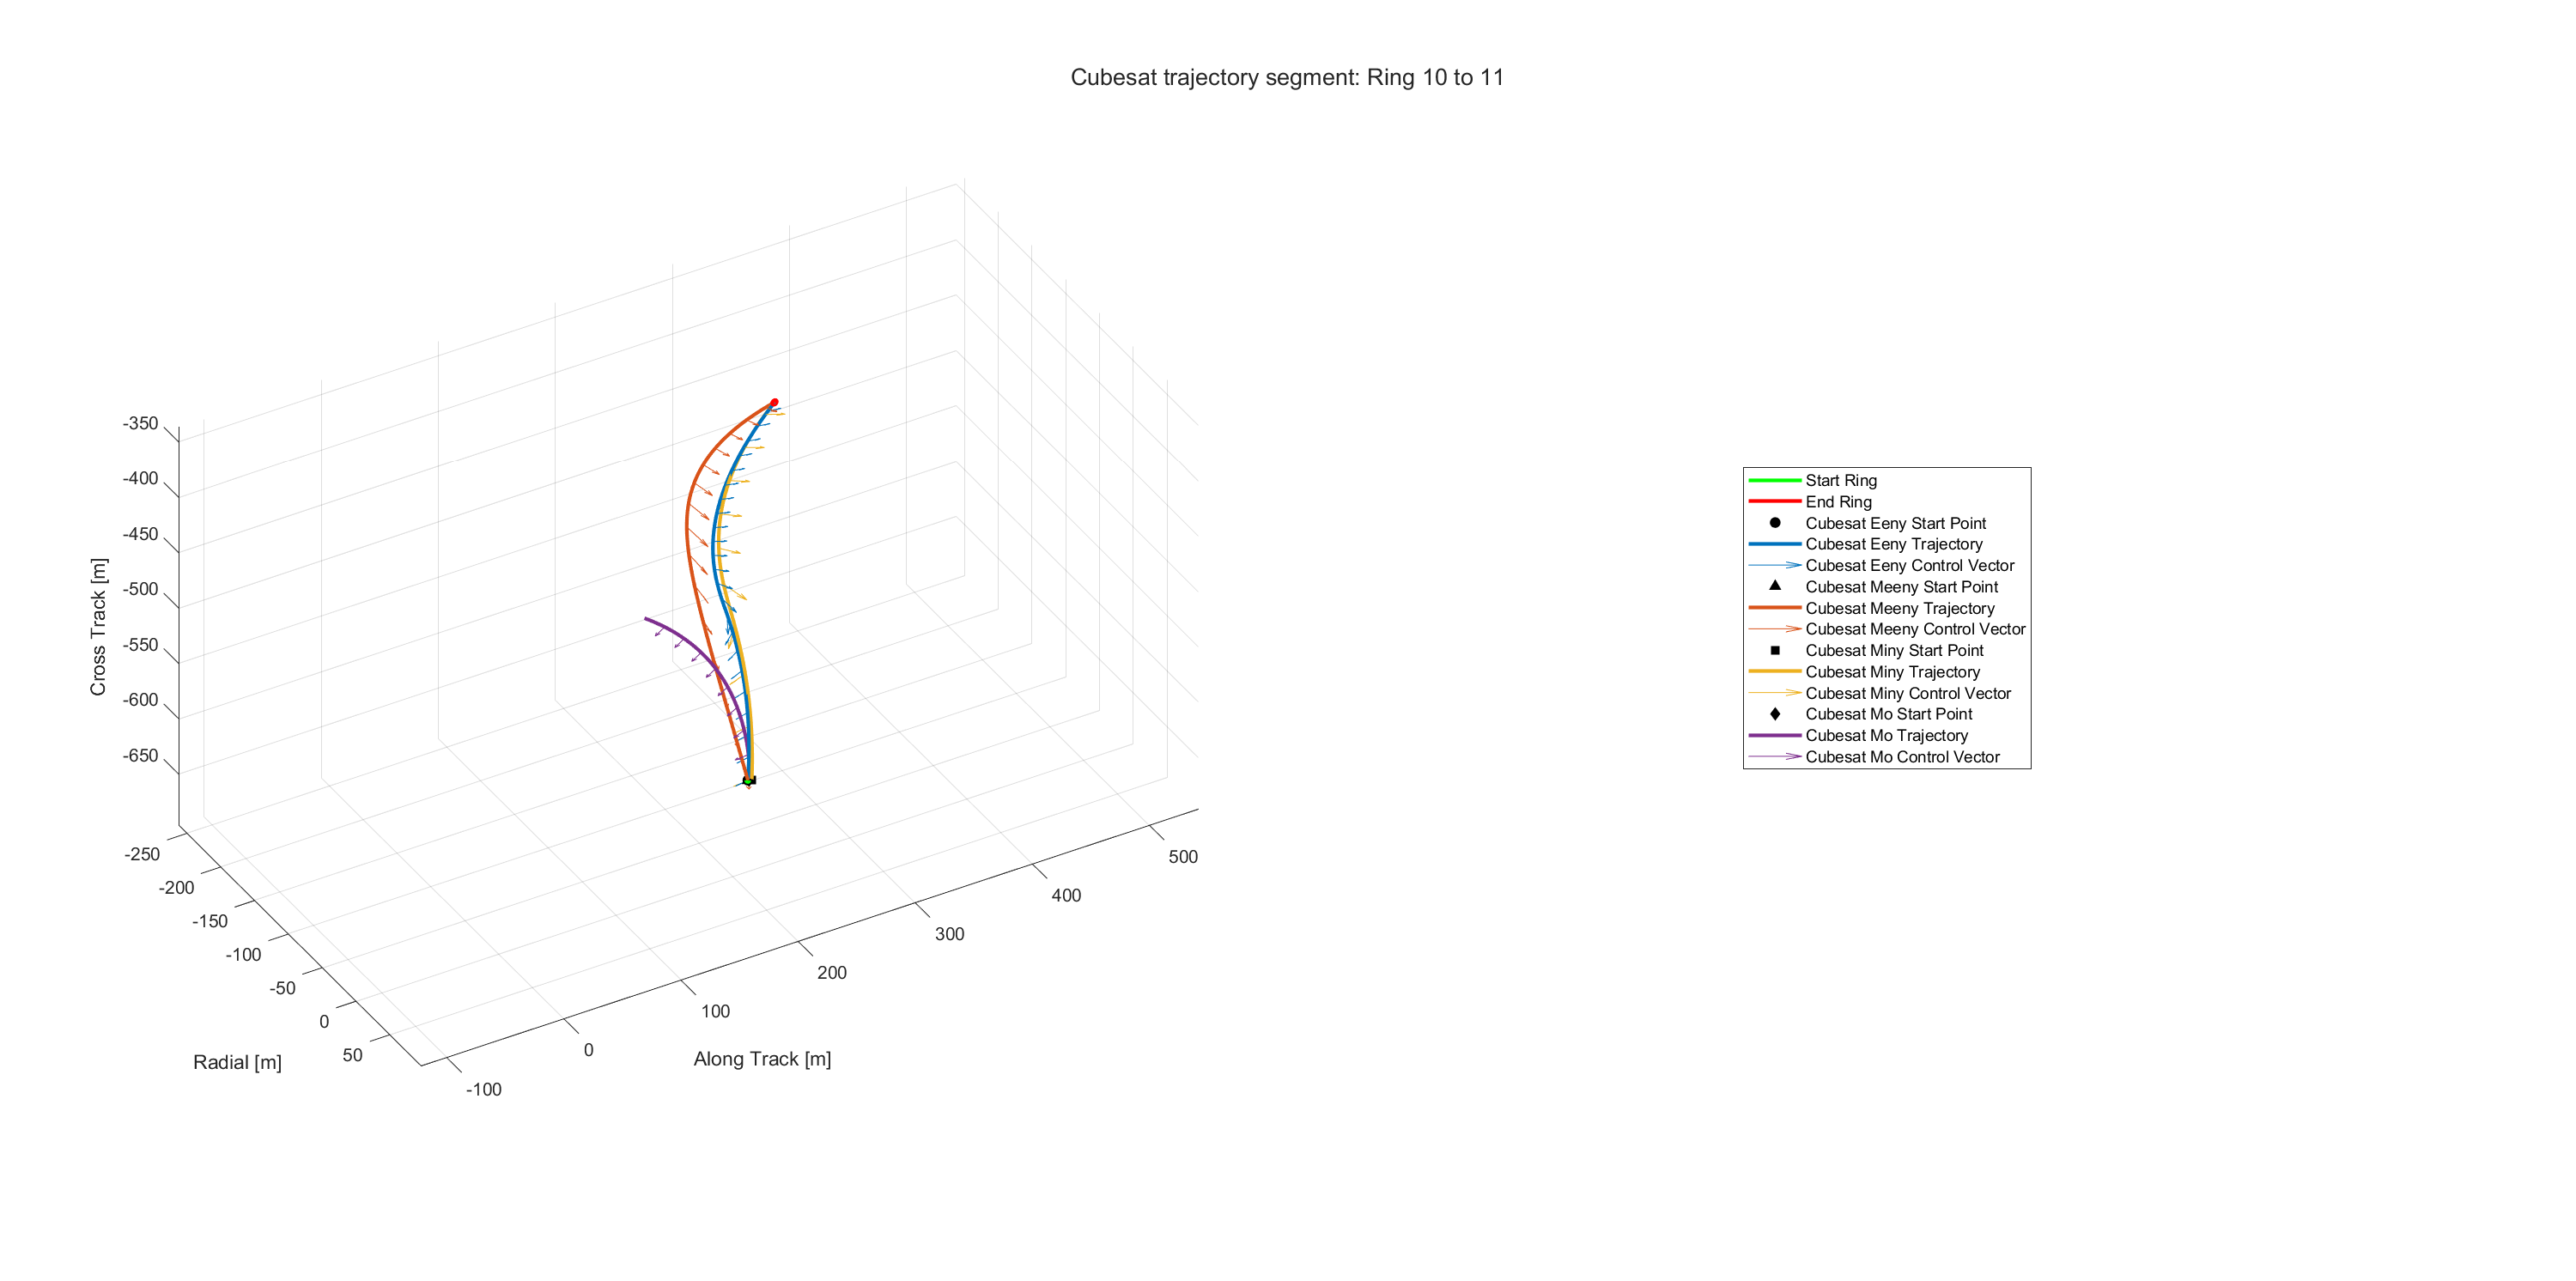 Cubesat trajectory segment: Ring 10 to 11
-350
-400
-450
-500
-550
-600
-650
Cross Track [m]
-250
-200
-150
-100
-50
0
50
Radial [m]
-100
0
100
200
300
400
500
Along Track [m]
Start Ring
End Ring
Cubesat Eeny Start Point
Cubesat Eeny Trajectory
Cubesat Eeny Control Vector
Cubesat Meeny Start Point
Cubesat Meeny Trajectory
Cubesat Meeny Control Vector
Cubesat Miny Start Point
Cubesat Miny Trajectory
Cubesat Miny Control Vector
Cubesat Mo Start Point
Cubesat Mo Trajectory
Cubesat Mo Control Vector